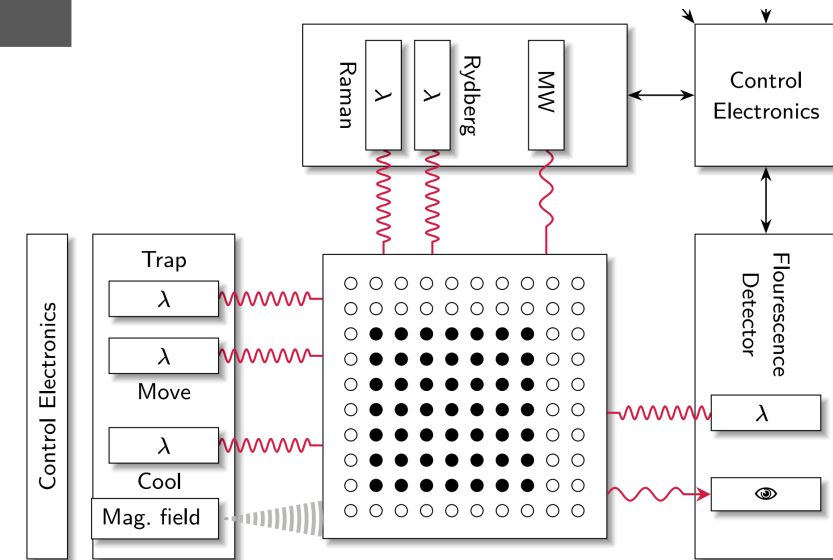 Raman
λ
λ
Rydberg
MW
Control
Electronics
Control Electronics
Trap
λ
λ
Move
λ
Cool
Mag. field
Flourescence
Detector
λ